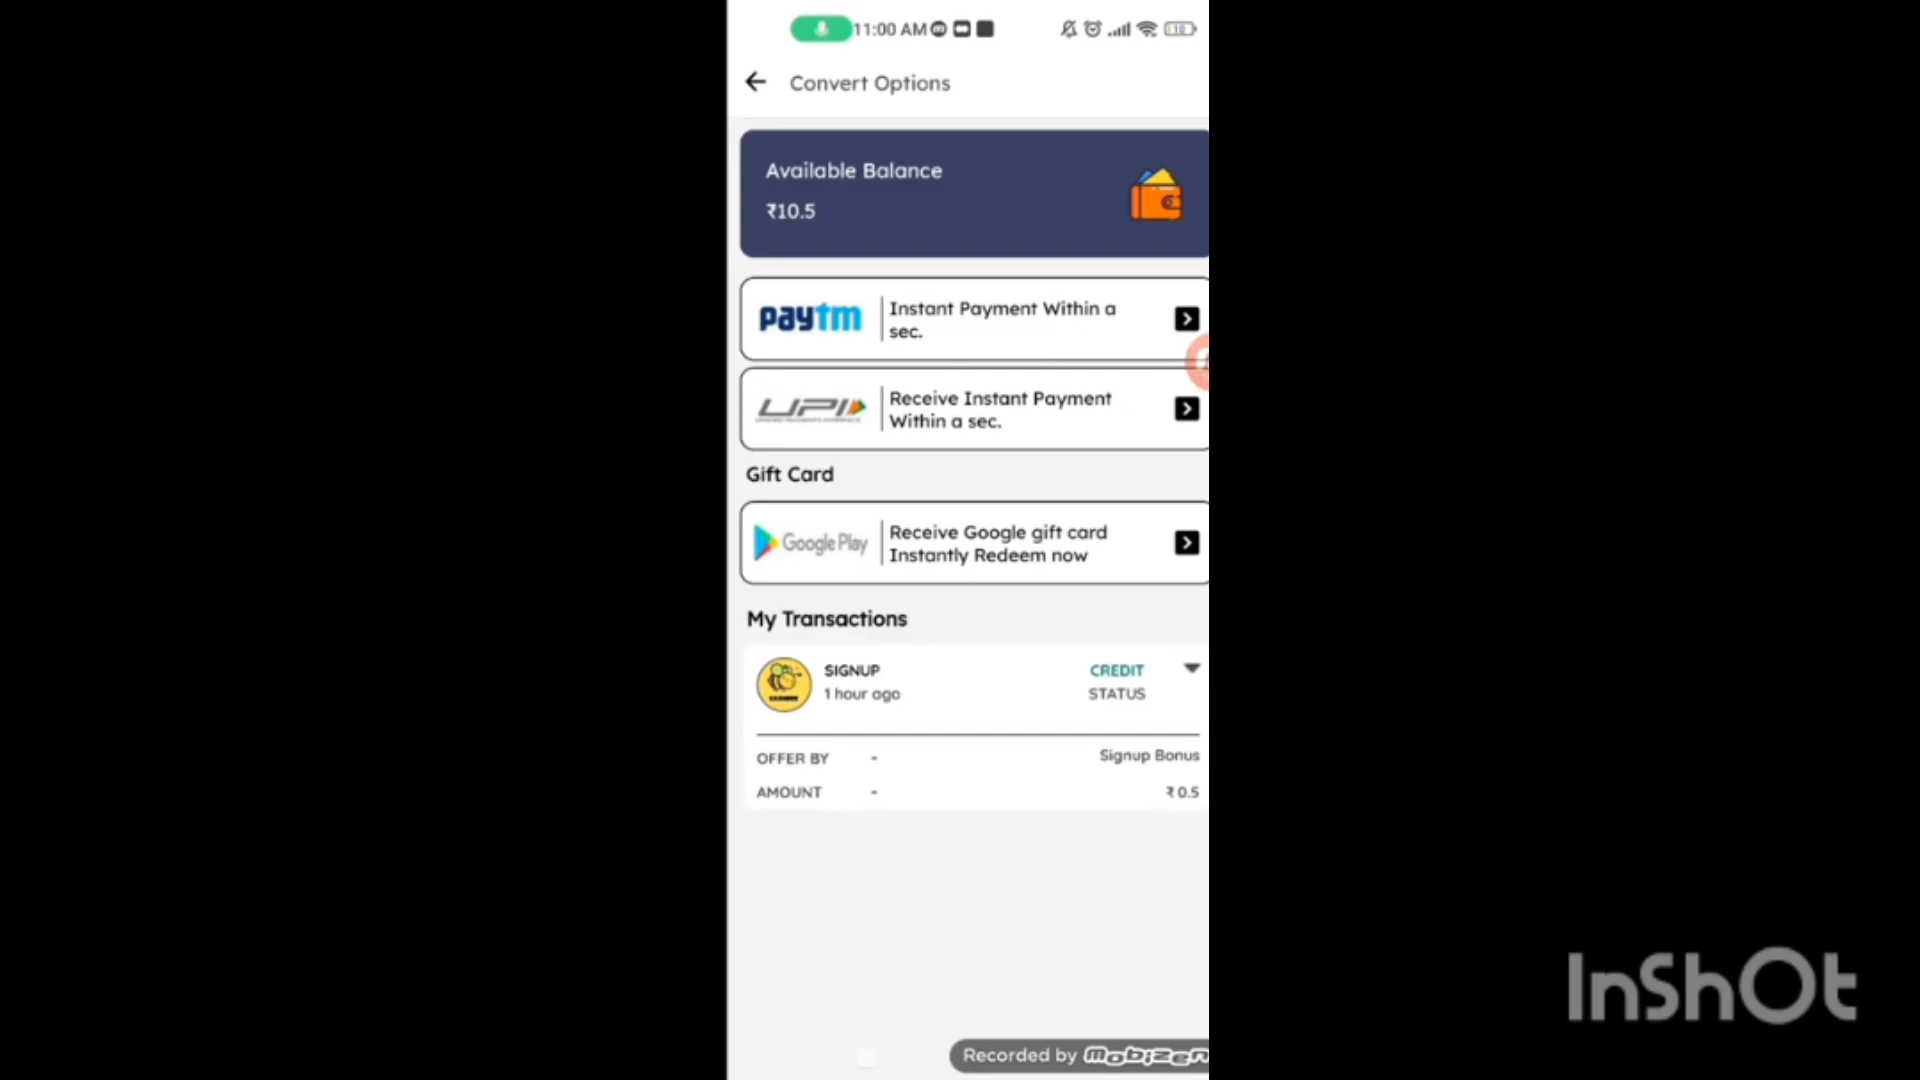 11:00 AM
10
Convert Options
Available Balance
₹10.5
paytm
Instant Payment Within a
sec.
UPI
Receive Instant Payment
Within a sec.
Gift Card
Google Play
Receive Google gift card
Instantly Redeem now
My Transactions
SIGNUP
CREDIT
1 hour ago
STATUS
OFFER BY
-
Signup Bonus
AMOUNT
-
₹ 0.5
InShOt
Recorded by mobizen